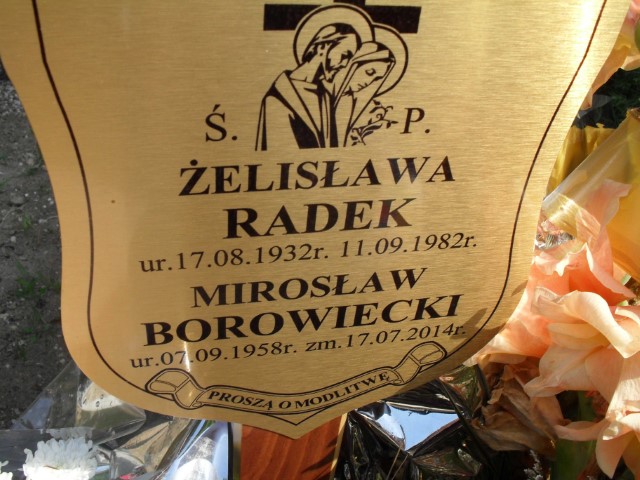 Ś. P.
ŻELISŁAWA
RADEK
ur.17.08.1932r. 11.09.1982r.
MIROSŁAW
BOROWIECKI
ur.07.09.1958r. zm.17.07.2014r.
PROSZĄ O MODLITWĘ